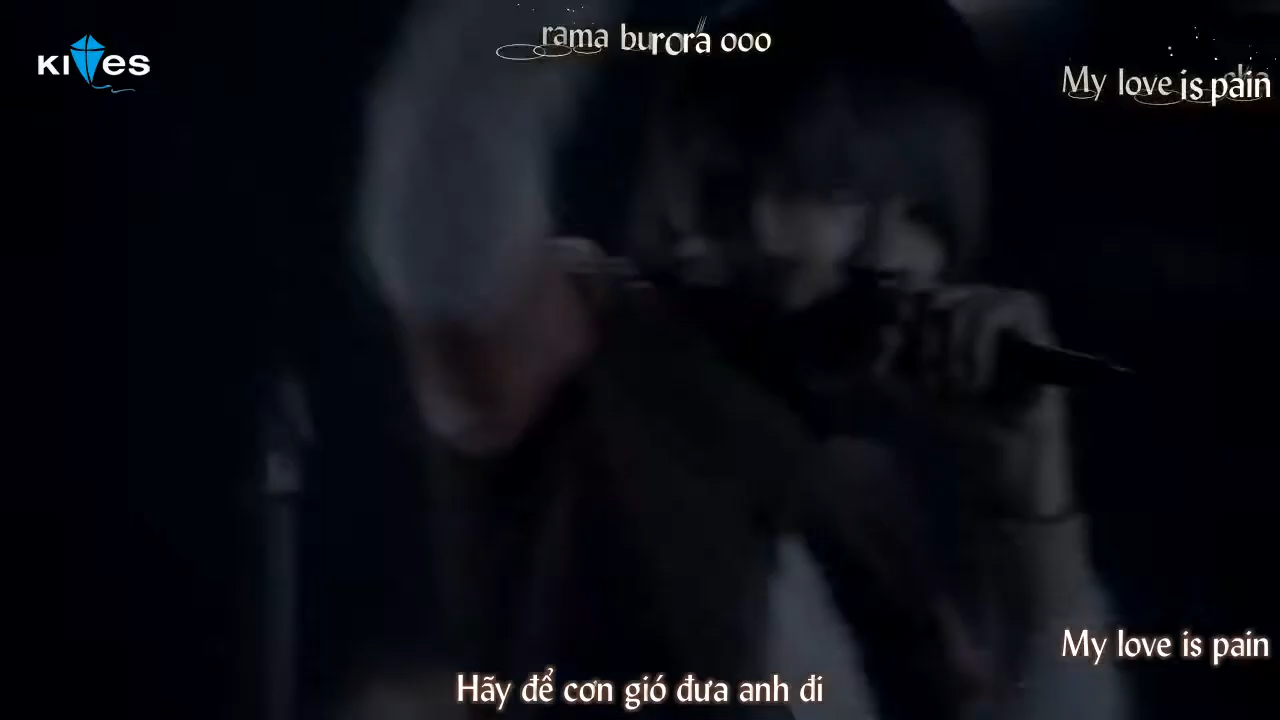 KITES
rama burora ooo
My love is pain
My love is pain
Hãy để cơn gió đưa anh đi